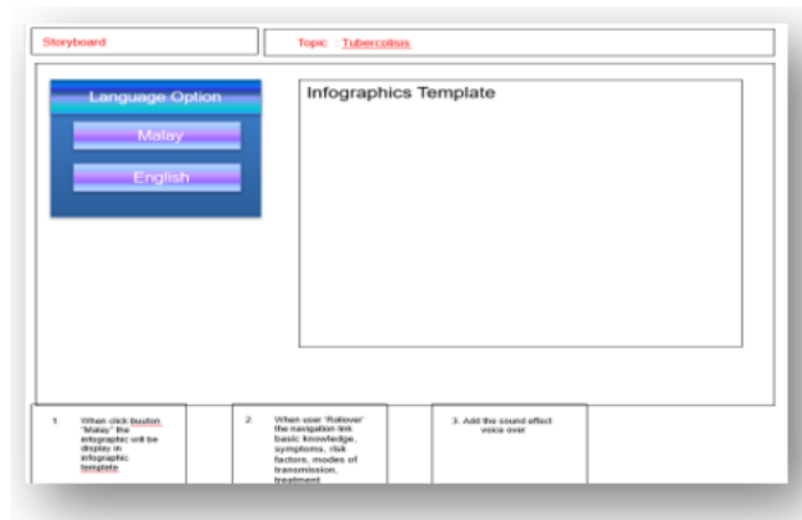 Storyboard
Topic : Tubercolisis
Language Option
Malay
English
Infographics Template
1. When click button
"Malay" the
infographic will be
display in
infographic
template
2. When user 'Rollover'
the navigation link
basic knowledge,
symptoms, risk
factors, modes of
transmission,
treatment
3. Add the sound effect
voice over